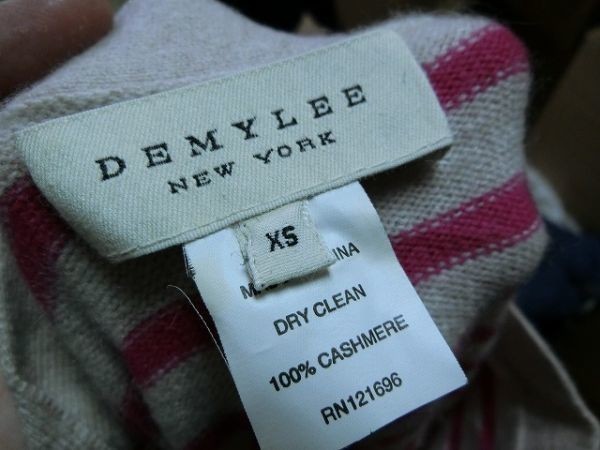 DEMYLEE
NEW YORK
XS
DRY CLEAN
100% CASHMERE
RN121696